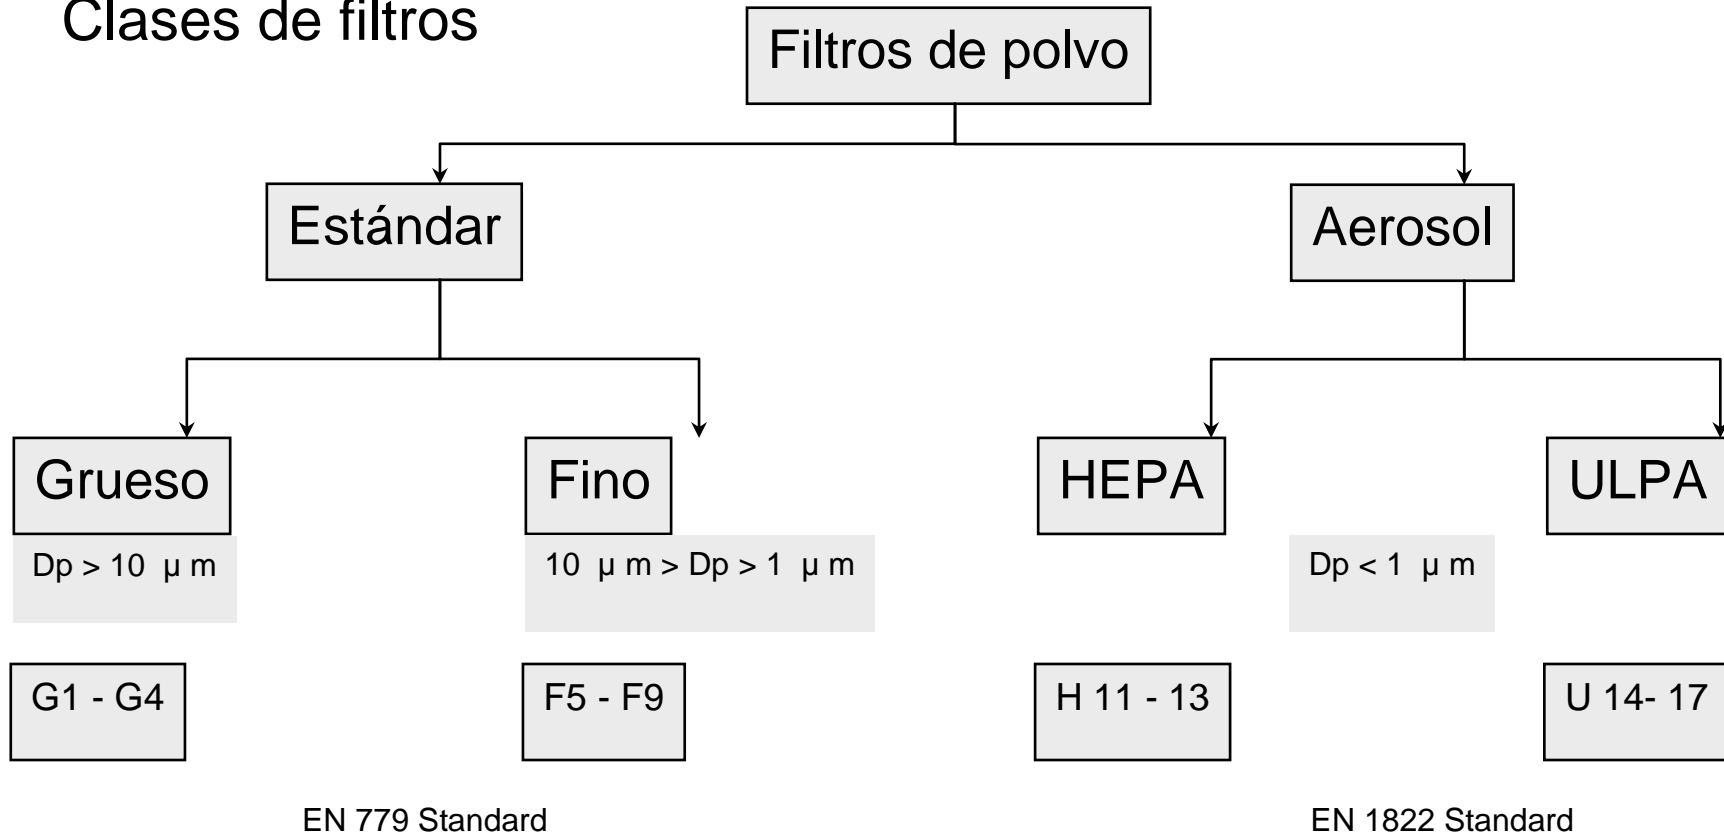 Clases de filtros
Filtros de polvo
Estándar
Aerosol
Grueso
Fino
HEPA
ULPA
Dp > 10 µ m
10 µ m > Dp > 1 µ m
Dp < 1 µ m
G1 - G4
F5 - F9
H 11 - 13
U 14- 17
EN 779 Standard
EN 1822 Standard